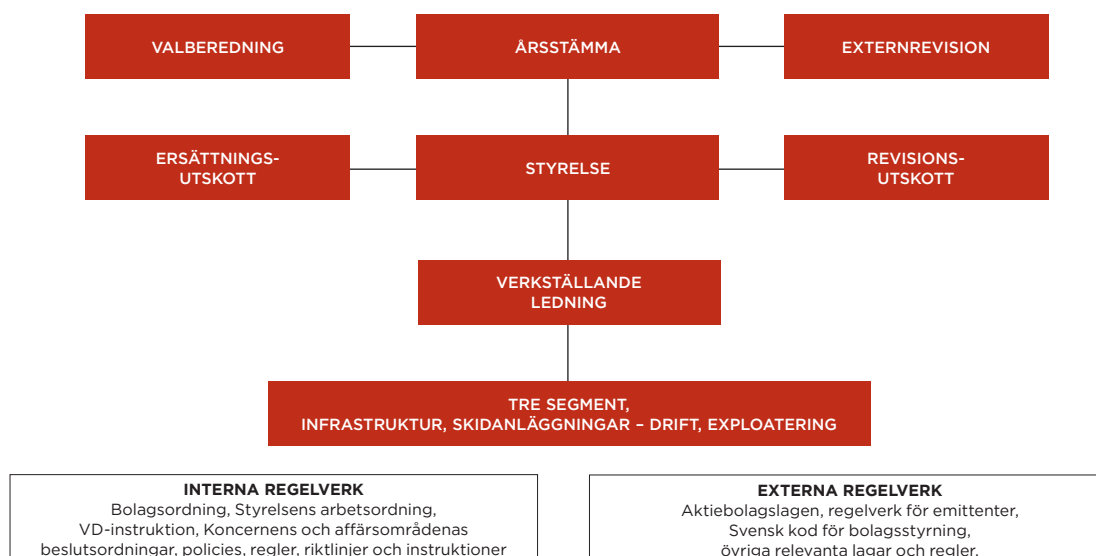 VALBEREDNING
ÅRSSTÄMMA
EXTERNREVISION
ERSÄTTNINGS-
UTSKOTT
STYRELSE
REVISIONS-
UTSKOTT
VERKSTÄLLANDE
LEDNING
TRE SEGMENT,
INFRASTRUKTUR, SKIDANLÄGGNINGAR – DRIFT, EXPLOATERING
INTERNA REGELVERK
Bolagsordning, Styrelsens arbetsordning,
VD-instruktion, Koncernens och affärsområdenas
beslutsordningar, policies, regler, riktlinjer och instruktioner
EXTERNA REGELVERK
Aktiebolagslagen, regelverk för emittenter,
Svensk kod för bolagsstyrning,
övriga relevanta lagar och regler.